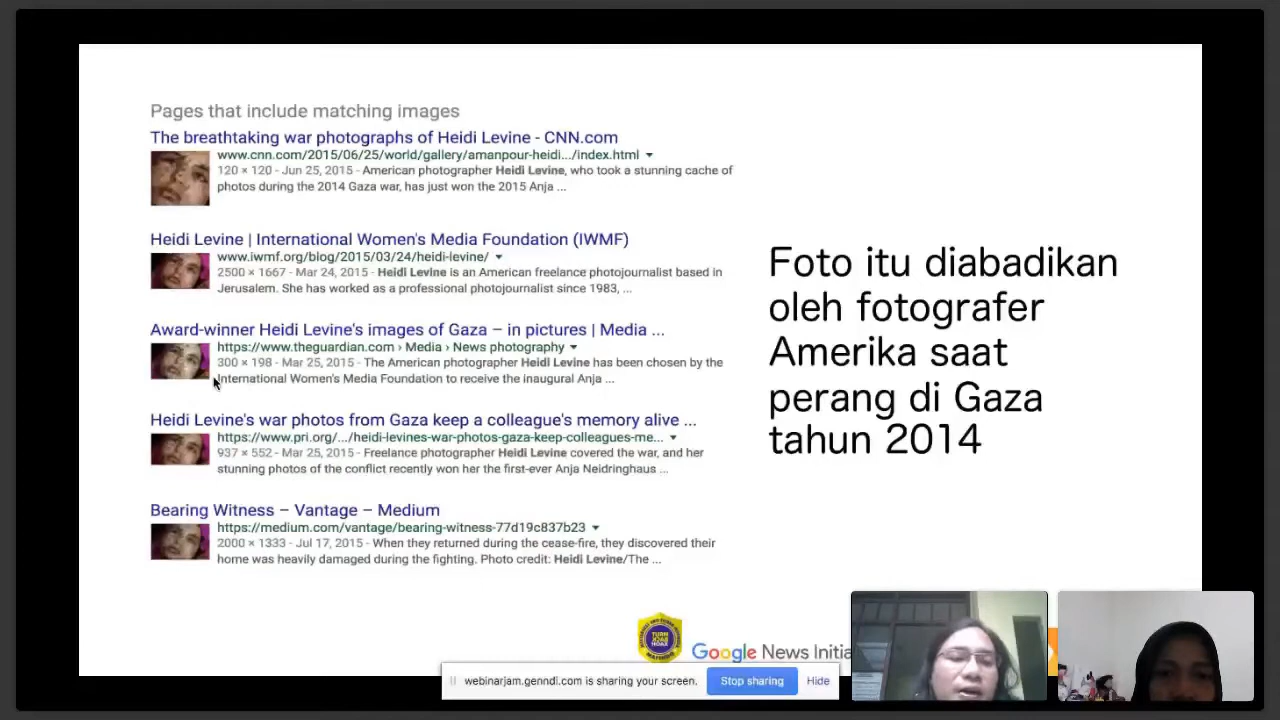 Pages that include matching images
The breathtaking war photographs of Heidi Levine - CNN.com
www.cnn.com/2015/06/25/world/gallery/amanpour-heidi.../index.html
120 × 120 - Jun 25, 2015 - American photographer Heidi Levine, who took a stunning cache of
photos during the 2014 Gaza war, has just won the 2015 Anja ...
Heidi Levine | International Women's Media Foundation (IWMF)
www.iwmf.org/blog/2015/03/24/heidi-levine/
2500 × 1667 - Mar 24, 2015 - Heidi Levine is an American freelance photojournalist based in
Jerusalem. She has worked as a professional photojournalist since 1983, ...
Award-winner Heidi Levine's images of Gaza – in pictures | Media ...
https://www.theguardian.com › Media › News photography
300 × 198 - Mar 25, 2015 - The American photographer Heidi Levine has been chosen by the
International Women's Media Foundation to receive the inaugural Anja ...
Heidi Levine's war photos from Gaza keep a colleague's memory alive ...
https://www.pri.org/.../heidi-levines-war-photos-gaza-keep-colleagues-me...
937 × 552 - Mar 25, 2015 - Freelance photographer Heidi Levine covered the war, and her
stunning photos of the conflict recently won her the first-ever Anja Neidringhaus ...
Bearing Witness – Vantage – Medium
https://medium.com/vantage/bearing-witness-77d19c837b23
2000 × 1333 - Jul 17, 2015 - When they returned during the cease-fire, they discovered their
home was heavily damaged during the fighting. Photo credit: Heidi Levine/The ...
Foto itu diabadikan
oleh fotografer
Amerika saat
perang di Gaza
tahun 2014
TURN
BACK
HOAX
Google News Initia
webinarjam.genndi.com is sharing your screen.
Stop sharing
Hide